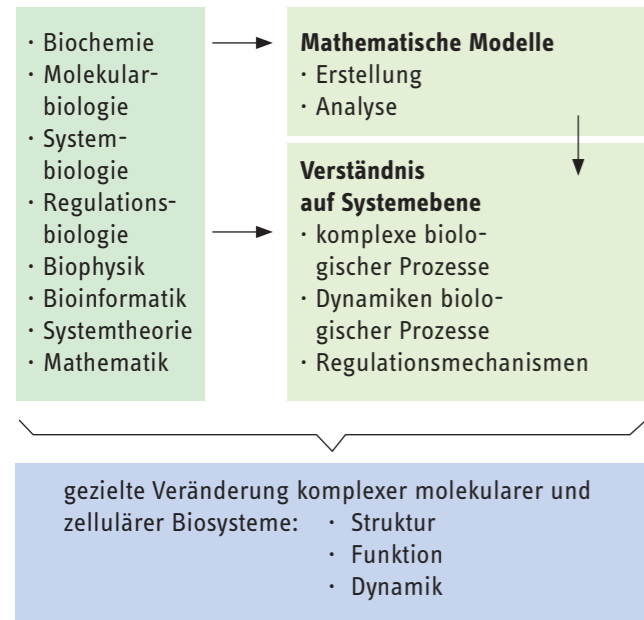 · Biochemie
· Molekular-
biologie
· System-
biologie
· Regulations-
biologie
· Biophysik
· Bioinformatik
· Systemtheorie
· Mathematik
Mathematische Modelle
· Erstellung
· Analyse
Verständnis
auf Systemebene
· komplexe biolo-
gischer Prozesse
· Dynamiken biolo-
gischer Prozesse
· Regulationsmechanismen
gezielte Veränderung komplexer molekularer und
zellulärer Biosysteme: · Struktur
· Funktion
· Dynamik